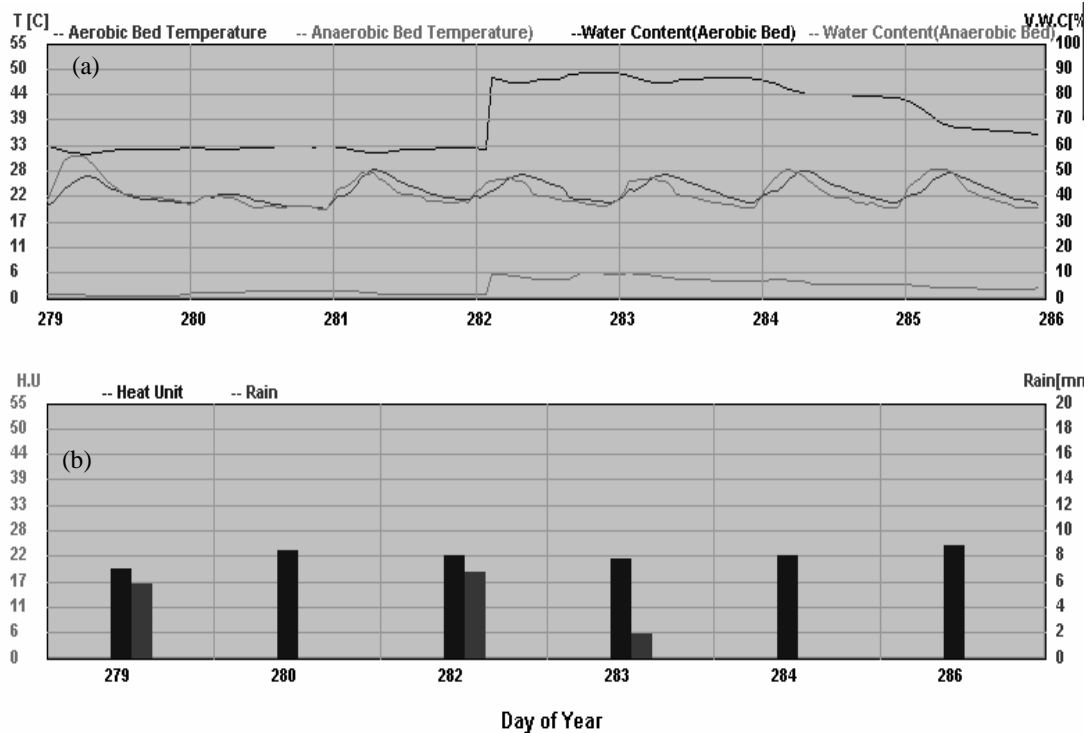 T [C] V.W.C[%
-- Aerobic Bed Temperature -- Anaerobic Bed Temperature) --Water Content(Aerobic Bed) -- Water Content(Anaerobic Bed)
55 100
(a)
50 90
44 80
39 70
33 60
28 50
22 40
17 30
11 20
6 10
0 0
279 280 281 282 283 284 285 286
H.U Rain[mm
-- Heat Unit -- Rain
55 20
50 18
44 16
(b)
39 14
33 12
28 10
22 8
17 6
11 4
6 2
0 0
279 280 282 283 284 286
Day of Year